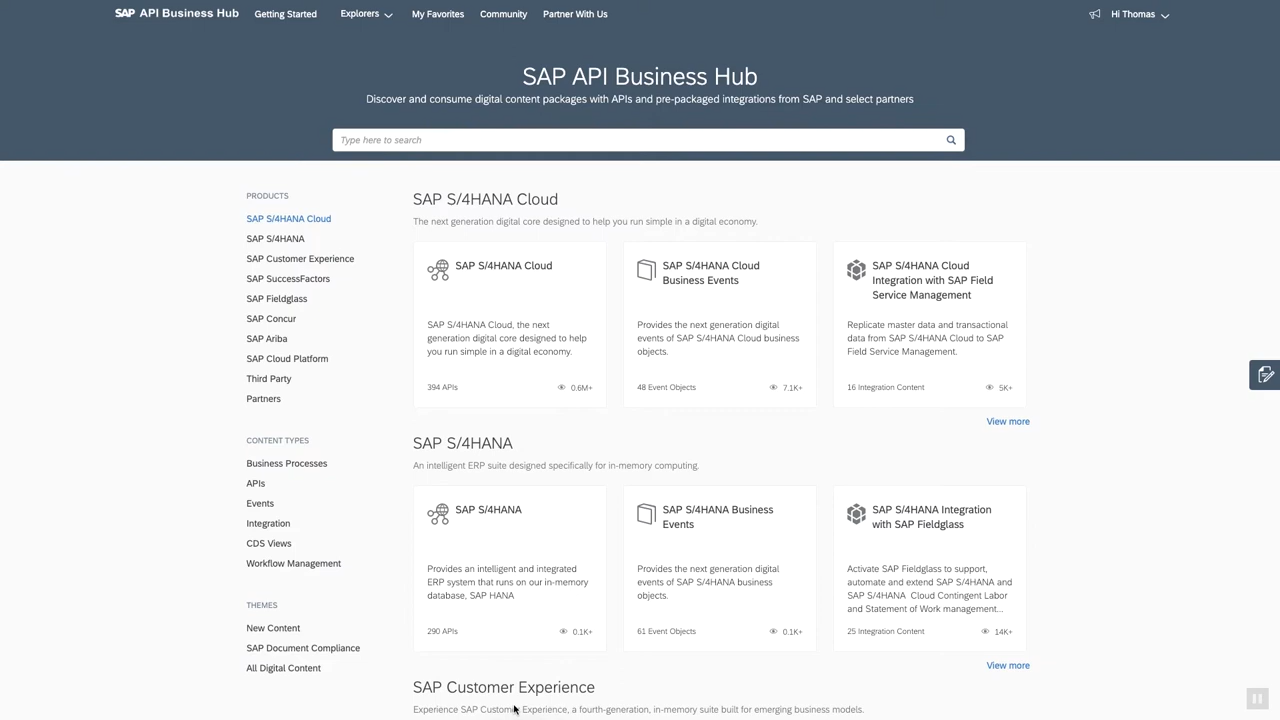 SAP API Business Hub
Getting Started
Explorers
My Favorites
Community
Partner With Us
Hi Thomas
SAP API Business Hub
Discover and consume digital content packages with APIs and pre-packaged integrations from SAP and select partners
Type here to search
PRODUCTS
SAP S/4HANA Cloud
SAP S/4HANA
SAP Customer Experience
SAP SuccessFactors
SAP Fieldglass
SAP Concur
SAP Ariba
SAP Cloud Platform
Third Party
Partners
CONTENT TYPES
Business Processes
APIs
Events
Integration
CDS Views
Workflow Management
THEMES
New Content
SAP Document Compliance
All Digital Content
SAP S/4HANA Cloud
The next generation digital core designed to help you run simple in a digital economy.
SAP S/4HANA Cloud
SAP S/4HANA Cloud, the next
generation digital core designed to help
you run simple in a digital economy.
394 APIs
0.6M+
SAP S/4HANA Cloud
Business Events
Provides the next generation digital
events of SAP S/4HANA Cloud business
objects.
48 Event Objects
7.1K+
SAP S/4HANA Cloud
Integration with SAP Field
Service Management
Replicate master data and transactional
data from SAP S/4HANA Cloud to SAP
Field Service Management.
16 Integration Content
5K+
View more
SAP S/4HANA
An intelligent ERP suite designed specifically for in-memory computing.
SAP S/4HANA
Provides an intelligent and integrated
ERP system that runs on our in-memory
database, SAP HANA
290 APIs
0.1K+
SAP S/4HANA Business
Events
Provides the next generation digital
events of SAP S/4HANA business
objects.
61 Event Objects
0.1K+
SAP S/4HANA Integration
with SAP Fieldglass
Activate SAP Fieldglass to support,
automate and extend SAP S/4HANA and
SAP S/4HANA Cloud Contingent Labor
and Statement of Work management...
25 Integration Content
14K+
View more
SAP Customer Experience
Experience SAP Customer Experience, a fourth-generation, in-memory suite built for emerging business models.